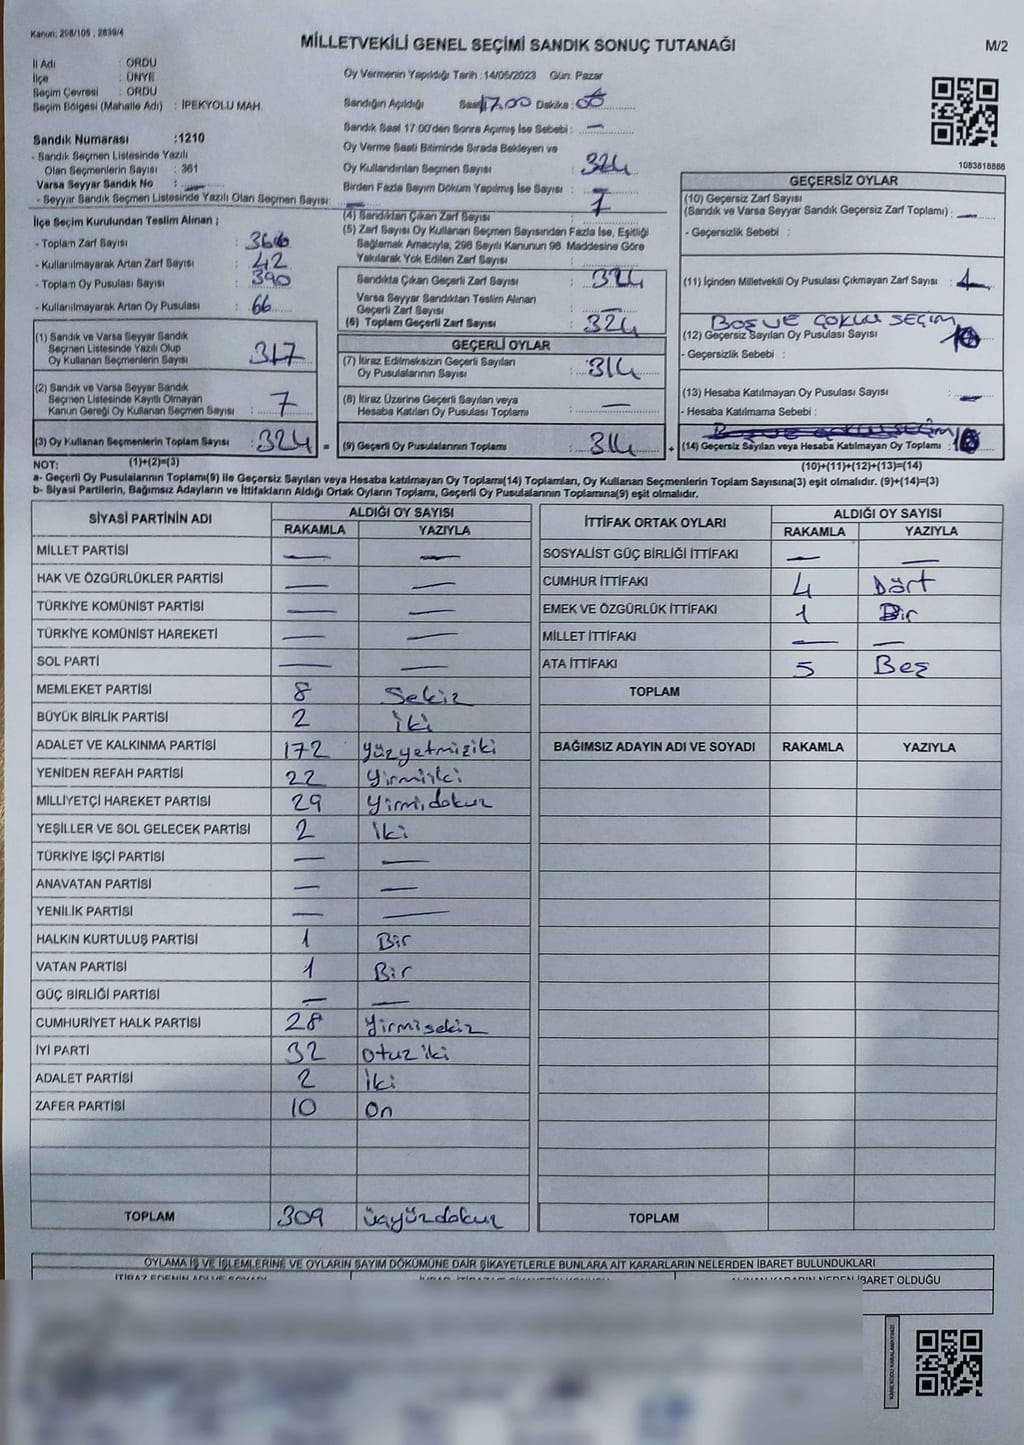 Kanun: 298/105 , 2839/4
MİLLETVEKİLİ GENEL SEÇİMİ SANDIK SONUÇ TUTANAĞI
M/2
İl Adı : ORDU
İlçe : ÜNYE
Seçim Çevresi : ORDU
Seçim Bölgesi (Mahalle Adı) : İPEKYOLU MAH.
Oy Vermenin Yapıldığı Tarih :14/05/2023 Gün: Pazar
Sandığın Açıldığı Saat 17.00 Dakika :
Sandık Saat 17:00'den Sonra Açımış İse Sebebi : —
Oy Verme Saati Bitiminde Sırada Bekleyen ve
Oy Kullandırılan Seçmen Sayısı : 324
Birden Fazla Sayım Döküm Yapılmış İse Sayısı :
Sandık Numarası :1210
- Sandık Seçmen Listesinde Yazılı
Olan Seçmenlerin Sayısı : 361
Varsa Seyyar Sandık No : —
- Seyyar Sandık Seçmen Listesinde Yazılı Olan Seçmen Sayısı: —
1083618886
İlçe Seçim Kurulundan Teslim Alınan ;
- Toplam Zarf Sayısı :
- Kullanılmayarak Artan Zarf Sayısı : 42
- Toplam Oy Pusulası Sayısı : 390
- Kullanılmayarak Artan Oy Pusulası : 66
(1) Sandık ve Varsa Seyyar Sandık
Seçmen Listesinde Yazılı Olup
Oy Kullanan Seçmenlerin Sayısı : 317
(2) Sandık ve Varsa Seyyar Sandık
Seçmen Listesinde Kayıtlı Olmayan
Kanun Gereği Oy Kullanan Seçmen Sayısı : 7
(3) Oy Kullanan Seçmenlerin Toplam Sayısı : 324 =
(4) Sandıktan Çıkan Zarf Sayısı : 7
(5) Zarf Sayısı Oy Kullanan Seçmen Sayısından Fazla İse, Eşitliği
Sağlamak Amacıyla, 298 Sayılı Kanunun 98. Maddesine Göre
Yakılarak Yok Edilen Zarf Sayısı :
Sandıkta Çıkan Geçerli Zarf Sayısı : 324
Varsa Seyyar Sandıktan Teslim Alınan
Geçerli Zarf Sayısı : —
(6) Toplam Geçerli Zarf Sayısı : 324
GEÇERLİ OYLAR
(7) İtiraz Edilmeksizin Geçerli Sayılan
Oy Pusulalarının Sayısı : 314
(8) İtiraz Üzerine Geçerli Sayılan veya
Hesaba Katılan Oy Pusulası Toplamı : —
(9) Geçerli Oy Pusulalarının Toplamı : 314 +
GEÇERSİZ OYLAR
(10) Geçersiz Zarf Sayısı
(Sandık ve Varsa Seyyar Sandık Geçersiz Zarf Toplamı) : —
- Geçersizlik Sebebi :
(11) İçinden Milletvekili Oy Pusulası Çıkmayan Zarf Sayısı :
BOŞ VE ÇOKLU SEÇİM
(12) Geçersiz Sayılan Oy Pusulası Sayısı : 10
- Geçersizlik Sebebi :
(13) Hesaba Katılmayan Oy Pusulası Sayısı : —
- Hesaba Katılmama Sebebi :
(14) Geçersiz Sayılan veya Hesaba Katılmayan Oy Toplamı : 10
NOT: (1)+(2)=(3)
(10)+(11)+(12)+(13)=(14)
a- Geçerli Oy Pusulalarının Toplamı(9) ile Geçersiz Sayılan veya Hesaba katılmayan Oy Toplamı(14) Toplamları, Oy Kullanan Seçmenlerin Toplam Sayısına(3) eşit olmalıdır. (9)+(14)=(3)
b- Siyasi Partilerin, Bağımsız Adayların ve İttifakların Aldığı Ortak Oyların Toplamı, Geçerli Oy Pusulalarının Toplamına(9) eşit olmalıdır.
SİYASİ PARTİNİN ADI ALDIĞI OY SAYISI
RAKAMLA YAZIYLA
MİLLET PARTİSİ — —
HAK VE ÖZGÜRLÜKLER PARTİSİ — —
TÜRKİYE KOMÜNİST PARTİSİ — —
TÜRKİYE KOMÜNİST HAREKETİ — —
SOL PARTİ — —
MEMLEKET PARTİSİ 8 Sekiz
BÜYÜK BİRLİK PARTİSİ 2 İki
ADALET VE KALKINMA PARTİSİ 172 yüzyetmişiki
YENİDEN REFAH PARTİSİ 22 yirmiiki
MİLLİYETÇİ HAREKET PARTİSİ 29 yirmidokuz
YEŞİLLER VE SOL GELECEK PARTİSİ 2 İki
TÜRKİYE İŞÇİ PARTİSİ — —
ANAVATAN PARTİSİ — —
YENİLİK PARTİSİ — —
HALKIN KURTULUŞ PARTİSİ 1 Bir
VATAN PARTİSİ 1 Bir
GÜÇ BİRLİĞİ PARTİSİ — —
CUMHURİYET HALK PARTİSİ 28 yirmisekiz
İYİ PARTİ 32 otuziki
ADALET PARTİSİ 2 İki
ZAFER PARTİSİ 10 On
TOPLAM 309 üçyüzdokuz
İTTİFAK ORTAK OYLARI ALDIĞI OY SAYISI
RAKAMLA YAZIYLA
SOSYALİST GÜÇ BİRLİĞİ İTTİFAKI — —
CUMHUR İTTİFAKI 4 Dört
EMEK VE ÖZGÜRLÜK İTTİFAKI 1 Bir
MİLLET İTTİFAKI — —
ATA İTTİFAKI 5 Beş
TOPLAM
BAĞIMSIZ ADAYIN ADI VE SOYADI RAKAMLA YAZIYLA
TOPLAM
OYLAMA İŞ VE İŞLEMLERİNE VE OYLARIN SAYIM DÖKÜMÜNE DAİR ŞİKAYETLERLE BUNLARA AİT KARARLARIN NELERDEN İBARET BULUNDUKLARI
İTİRAZ EDENİN ADI VE SOYADI
ALINAN KARARIN NEDEN İBARET OLDUĞU
KARE KODU KARALAMAYINIZ!